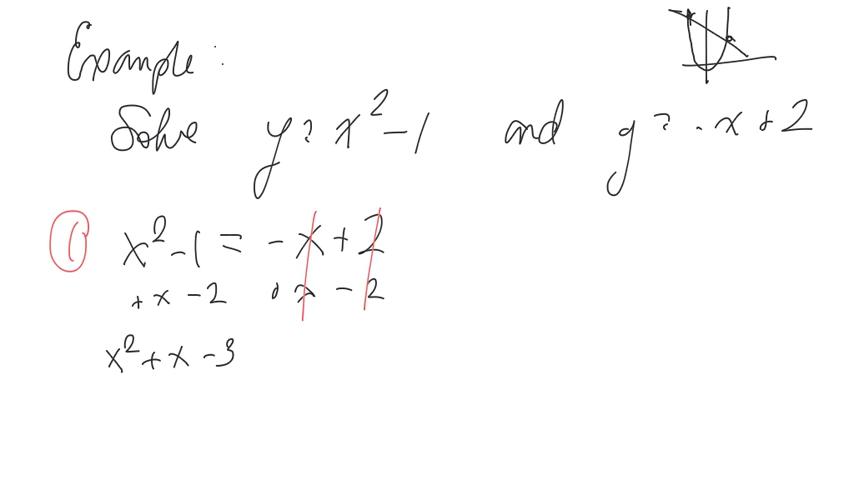 Example:
Solve y = x² - 1 and y = -x + 2
① x² - 1 = -x + 2
+ x - 2 + x - 2
x² + x - 3